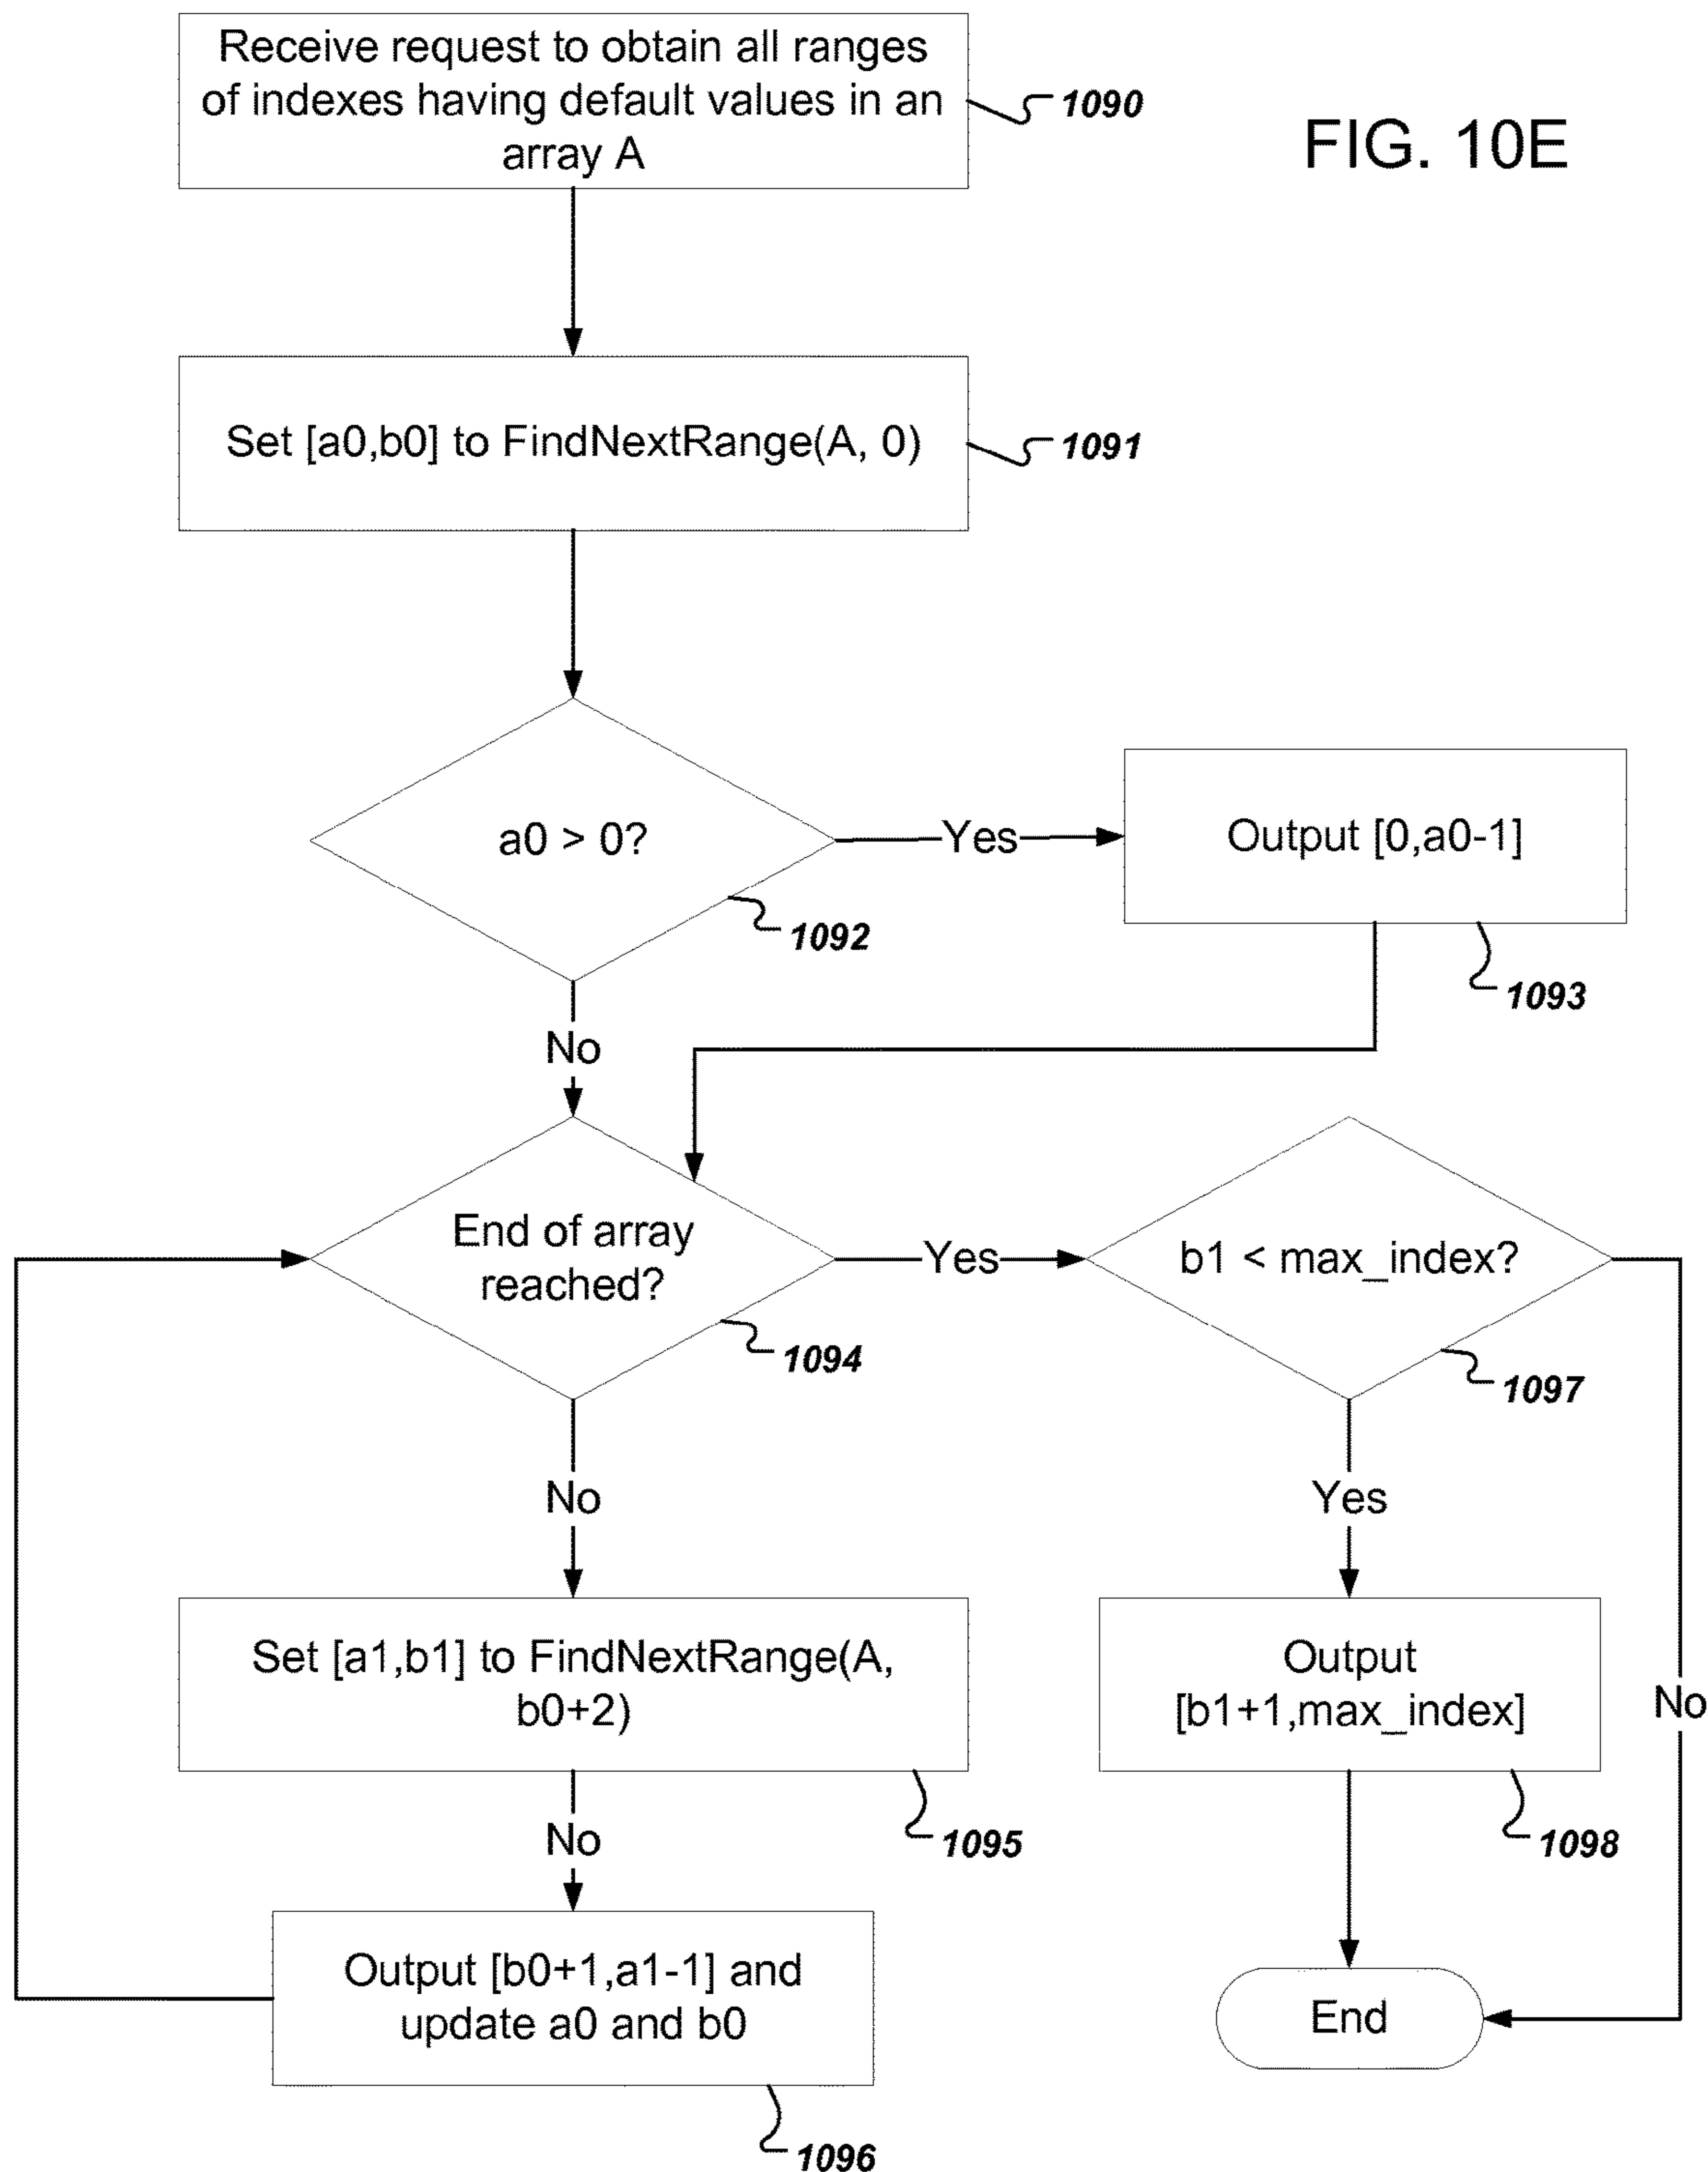 Receive request to obtain all ranges
of indexes having default values in an
array A
1090
FIG. 10E
Set [a0,b0] to FindNextRange(A, 0)
1091
a0 > 0?
Yes
Output [0,a0-1]
1092
1093
No
End of array
reached?
Yes
b1 < max_index?
1094
1097
No
Yes
Set [a1,b1] to FindNextRange(A,
b0+2)
Output
[b1+1,max_index]
No
1095
1098
No
Output [b0+1,a1-1] and
update a0 and b0
End
1096